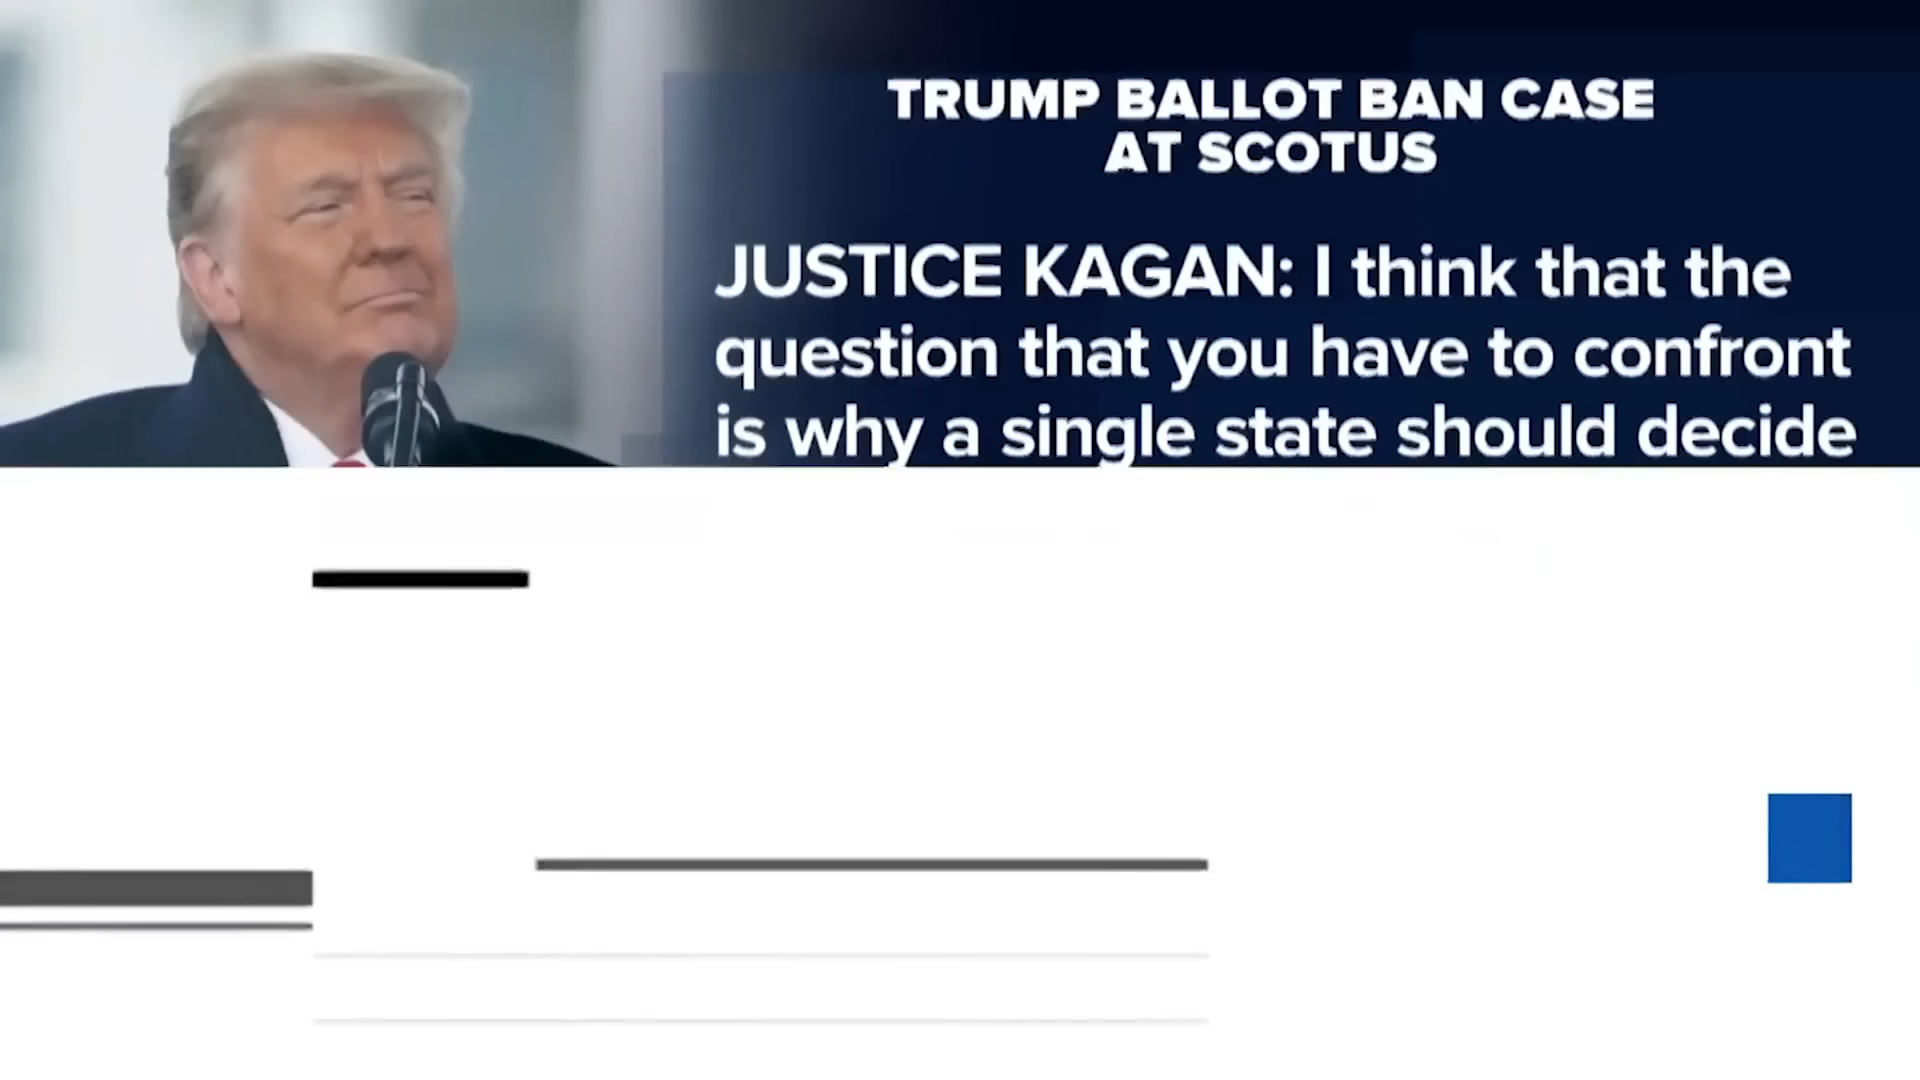 TRUMP BALLOT BAN CASE
AT SCOTUS
JUSTICE KAGAN: I think that the
question that you have to confront
is why a single state should decide